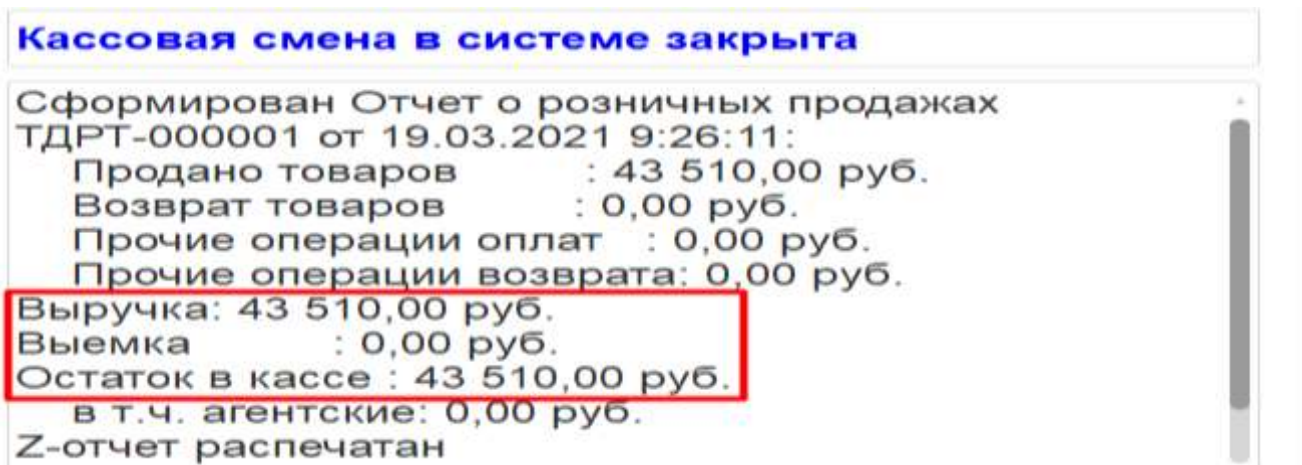 Кассовая смена в системе закрыта
Сформирован Отчет о розничных продажах
ТДРТ-000001 от 19.03.2021 9:26:11:
Продано товаров : 43 510,00 руб.
Возврат товаров : 0,00 руб.
Прочие операции оплат : 0,00 руб.
Прочие операции возврата: 0,00 руб.
Выручка: 43 510,00 руб.
Выемка : 0,00 руб.
Остаток в кассе : 43 510,00 руб.
в т.ч. агентские: 0,00 руб.
Z-отчет распечатан